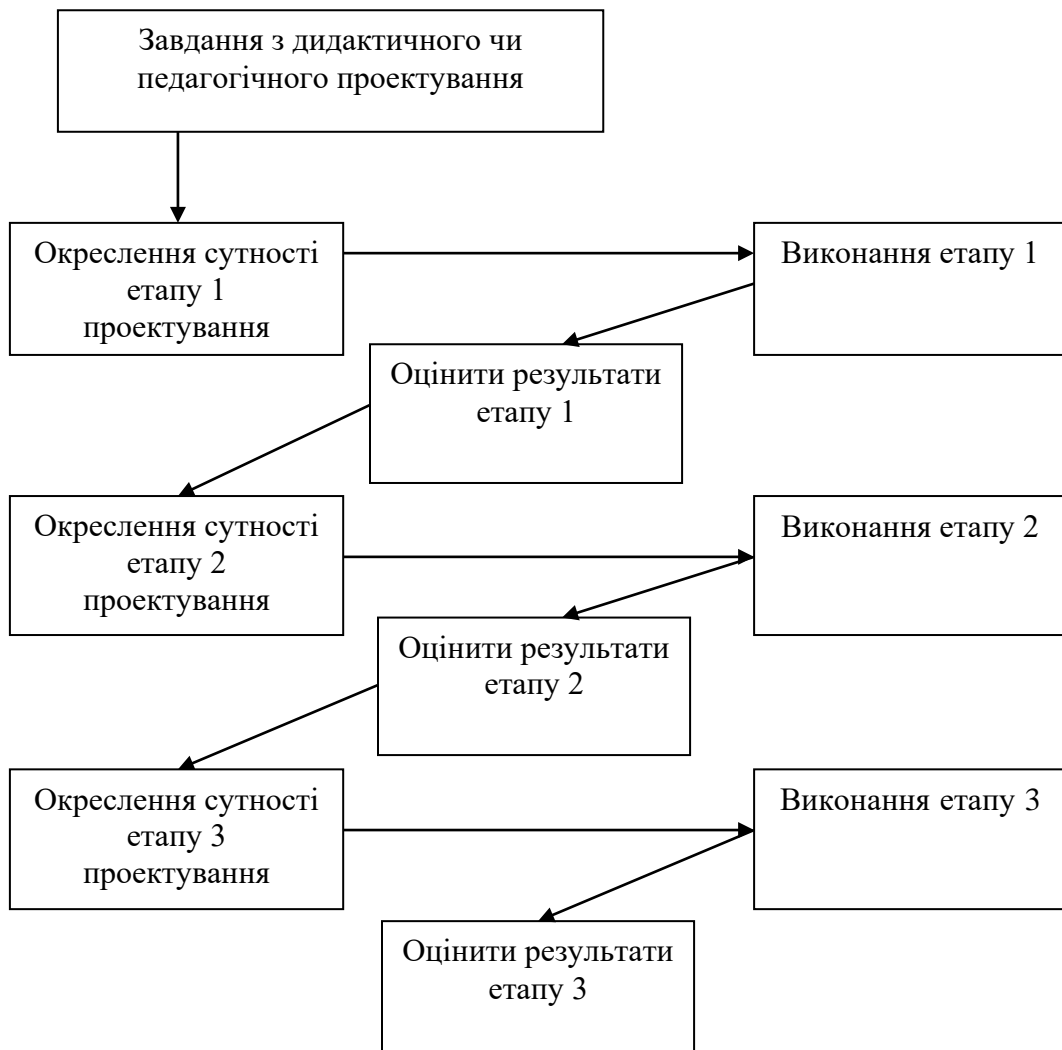 Завдання з дидактичного чи
педагогічного проектування
Окреслення сутності
етапу 1
проектування
Виконання етапу 1
Оцінити результати
етапу 1
Окреслення сутності
етапу 2
проектування
Виконання етапу 2
Оцінити результати
етапу 2
Окреслення сутності
етапу 3
проектування
Виконання етапу 3
Оцінити результати
етапу 3